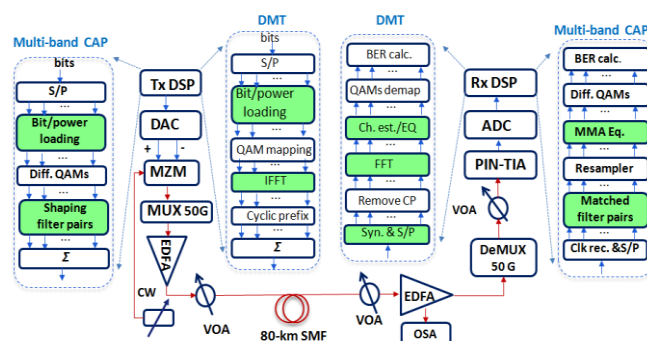 Multi-band CAP
bits
S/P
...
Bit/power
loading
...
Diff. QAMs
...
Shaping
filter pairs
...
Σ
Tx DSP
DAC
+ -
MZM
MUX 50G
EDFA
CW
VOA
DMT
bits
S/P
...
Bit/power
loading
...
QAM mapping
...
IFFT
...
Cyclic prefix
...
Σ
80-km SMF
DMT
BER calc.
...
QAMs demap
...
Ch. est./EQ
...
FFT
...
Remove CP
...
Syn. & S/P
VOA
EDFA
OSA
Rx DSP
ADC
PIN-TIA
VOA
DeMUX
50 G
Multi-band CAP
BER calc.
...
Diff. QAMs
...
MMA Eq.
...
Resampler
...
Matched
filter pairs
...
Clk rec. &S/P